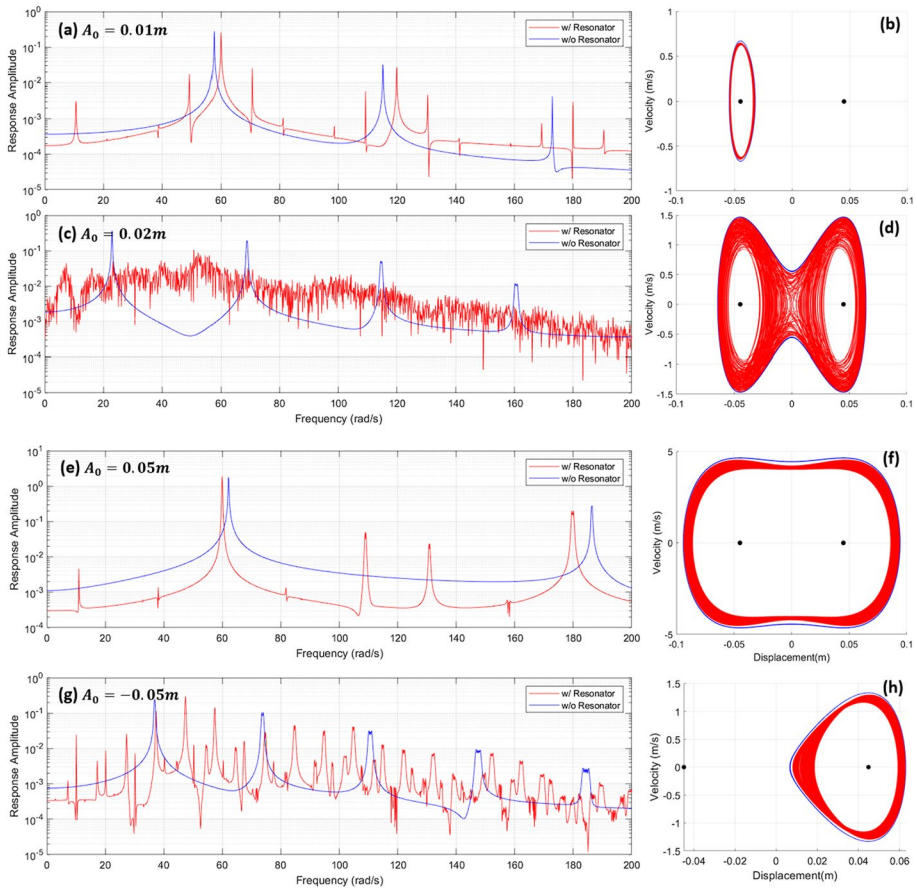 (a) A₀ = 0.01m
10⁰
10⁻¹
10⁻²
10⁻³
10⁻⁴
10⁻⁵
Response Amplitude
w/ Resonator
w/o Resonator
0 20 40 60 80 100 120 140 160 180 200
(b)
1
0.5
0
-0.5
-1
Velocity (m/s)
-0.1 -0.05 0 0.05 0.1
(c) A₀ = 0.02m
10⁰
10⁻¹
10⁻²
10⁻³
10⁻⁴
10⁻⁵
Response Amplitude
w/ Resonator
w/o Resonator
0 20 40 60 80 100 120 140 160 180 200
Frequency (rad/s)
(d)
1.5
1
0.5
0
-0.5
-1
-1.5
Velocity (m/s)
-0.1 -0.05 0 0.05 0.1
(e) A₀ = 0.05m
10¹
10⁰
10⁻¹
10⁻²
10⁻³
10⁻⁴
Response Amplitude
w/ Resonator
w/o Resonator
0 20 40 60 80 100 120 140 160 180 200
Frequency (rad/s)
(f)
5
0
-5
Velocity (m/s)
-0.1 -0.05 0 0.05 0.1
Displacement(m)
(g) A₀ = −0.05m
10⁰
10⁻¹
10⁻²
10⁻³
10⁻⁴
10⁻⁵
Response Amplitude
w/ Resonator
w/o Resonator
0 20 40 60 80 100 120 140 160 180 200
Frequency (rad/s)
(h)
1.5
1
0.5
0
-0.5
-1
-1.5
Velocity (m/s)
-0.04 -0.02 0 0.02 0.04 0.06
Displacement(m)